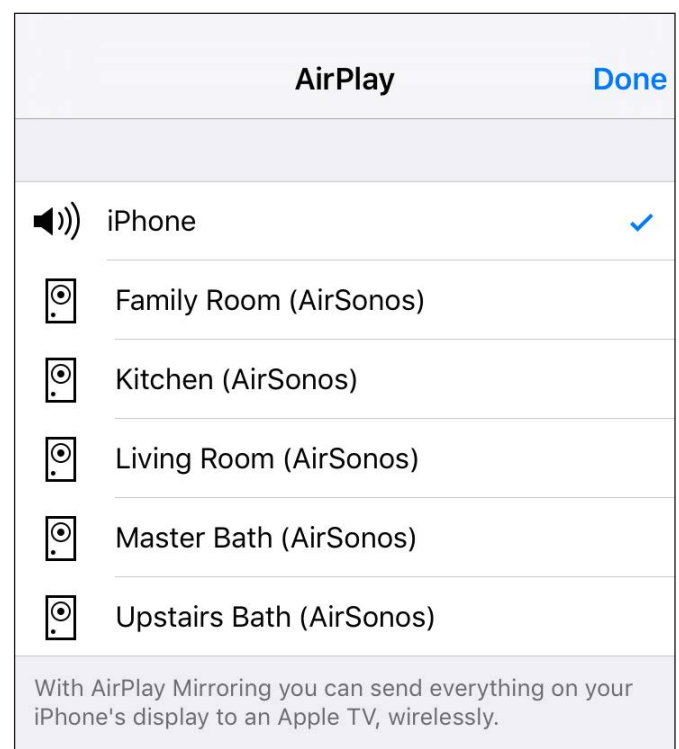 AirPlay Done
iPhone
Family Room (AirSonos)
Kitchen (AirSonos)
Living Room (AirSonos)
Master Bath (AirSonos)
Upstairs Bath (AirSonos)
With AirPlay Mirroring you can send everything on your
iPhone's display to an Apple TV, wirelessly.